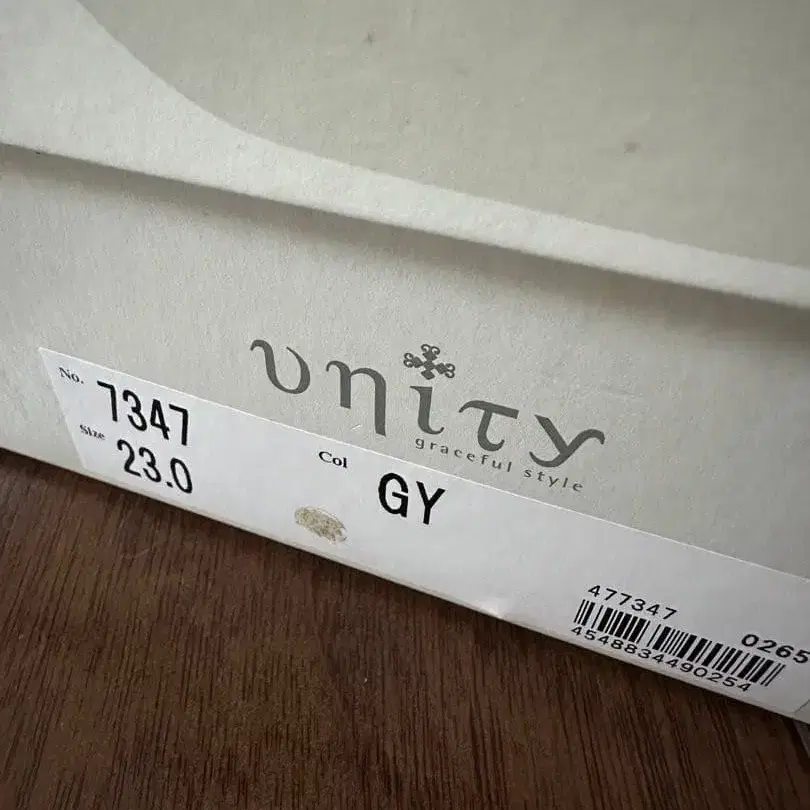 unity
graceful style
No. 7347
Size 23.0
Col GY
477347 0265
4548834490254